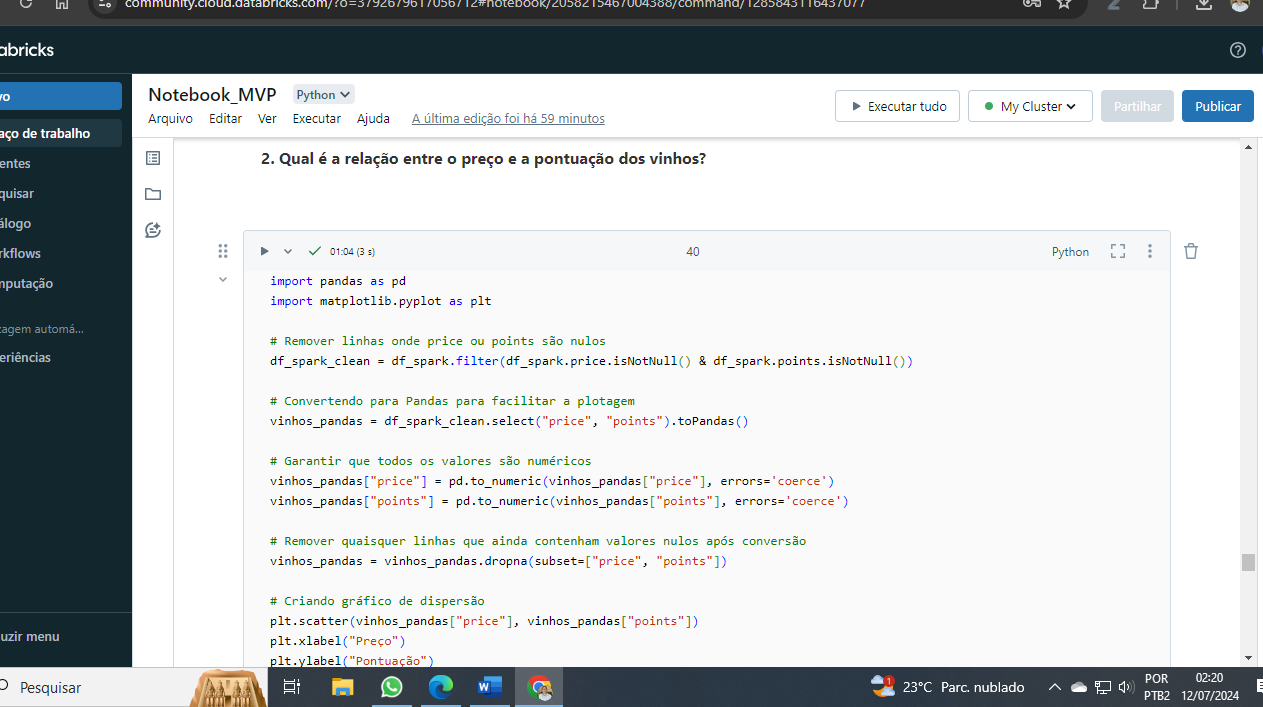 community.cloud.databricks.com/?o=3792679617056712#notebook/2058215467004388/command/1285843116437077
abricks
vo
aço de trabalho
entes
quisar
álogo
rkflows
mputação
zagem automá...
eriências
uzir menu
Notebook_MVP Python
Arquivo Editar Ver Executar Ajuda A última edição foi há 59 minutos
Executar tudo My Cluster Partilhar Publicar
2. Qual é a relação entre o preço e a pontuação dos vinhos?
01:04 (3 s) 40 Python
import pandas as pd
import matplotlib.pyplot as plt
# Remover linhas onde price ou points são nulos
df_spark_clean = df_spark.filter(df_spark.price.isNotNull() & df_spark.points.isNotNull())
# Convertendo para Pandas para facilitar a plotagem
vinhos_pandas = df_spark_clean.select("price", "points").toPandas()
# Garantir que todos os valores são numéricos
vinhos_pandas["price"] = pd.to_numeric(vinhos_pandas["price"], errors='coerce')
vinhos_pandas["points"] = pd.to_numeric(vinhos_pandas["points"], errors='coerce')
# Remover quaisquer linhas que ainda contenham valores nulos após conversão
vinhos_pandas = vinhos_pandas.dropna(subset=["price", "points"])
# Criando gráfico de dispersão
plt.scatter(vinhos_pandas["price"], vinhos_pandas["points"])
plt.xlabel("Preço")
plt.ylabel("Pontuação")
Pesquisar
1
23°C Parc. nublado
POR
PTB2
02:20
12/07/2024